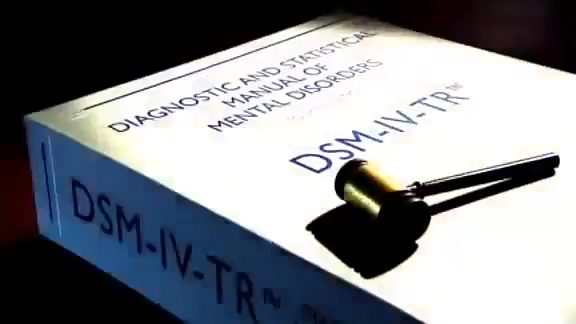 DIAGNOSTIC AND STATISTICAL
MANUAL OF
MENTAL DISORDERS
DSM-IV-TR™
DSM-IV-TR™